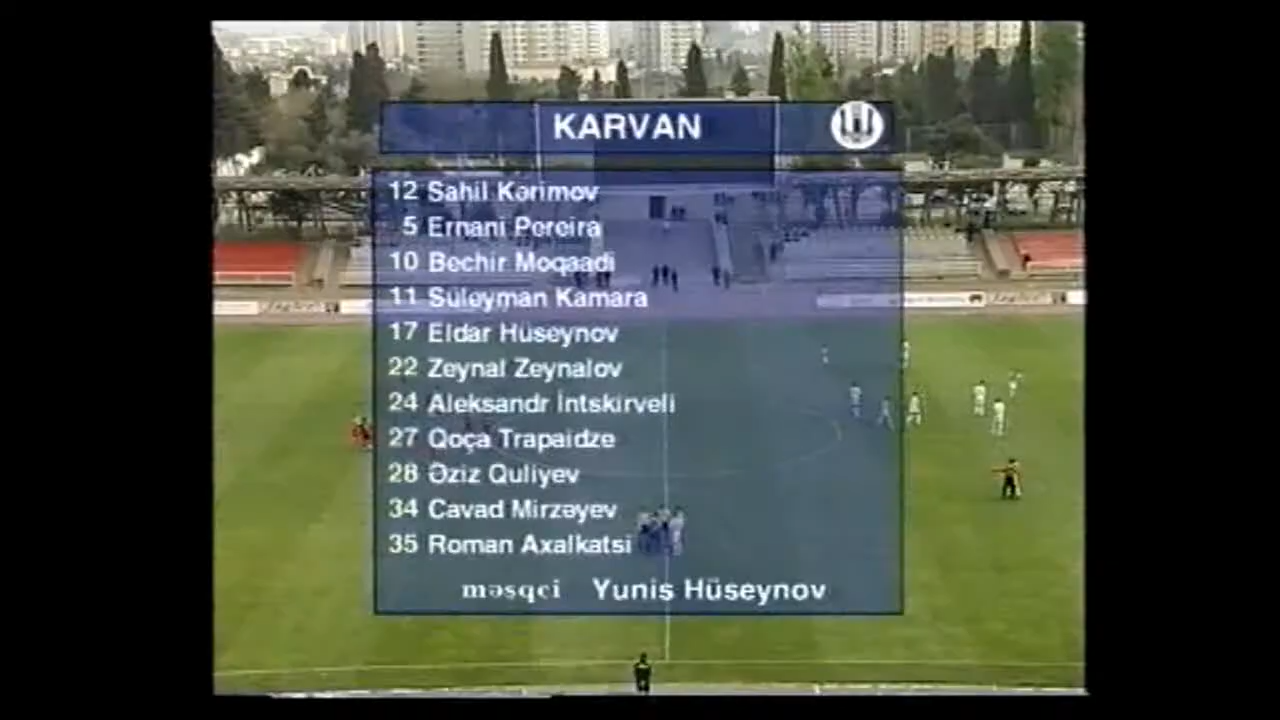 KARVAN
12 Sahil Kərimov
5 Ernani Pereira
10 Bechir Moqaadi
11 Süleyman Kamara
17 Eldar Hüseynov
22 Zeynal Zeynalov
24 Aleksandr İntskirveli
27 Qoça Trapaidze
28 Əziz Quliyev
34 Cavad Mirzəyev
35 Roman Axalkatsi
məsqci Yunis Hüseynov